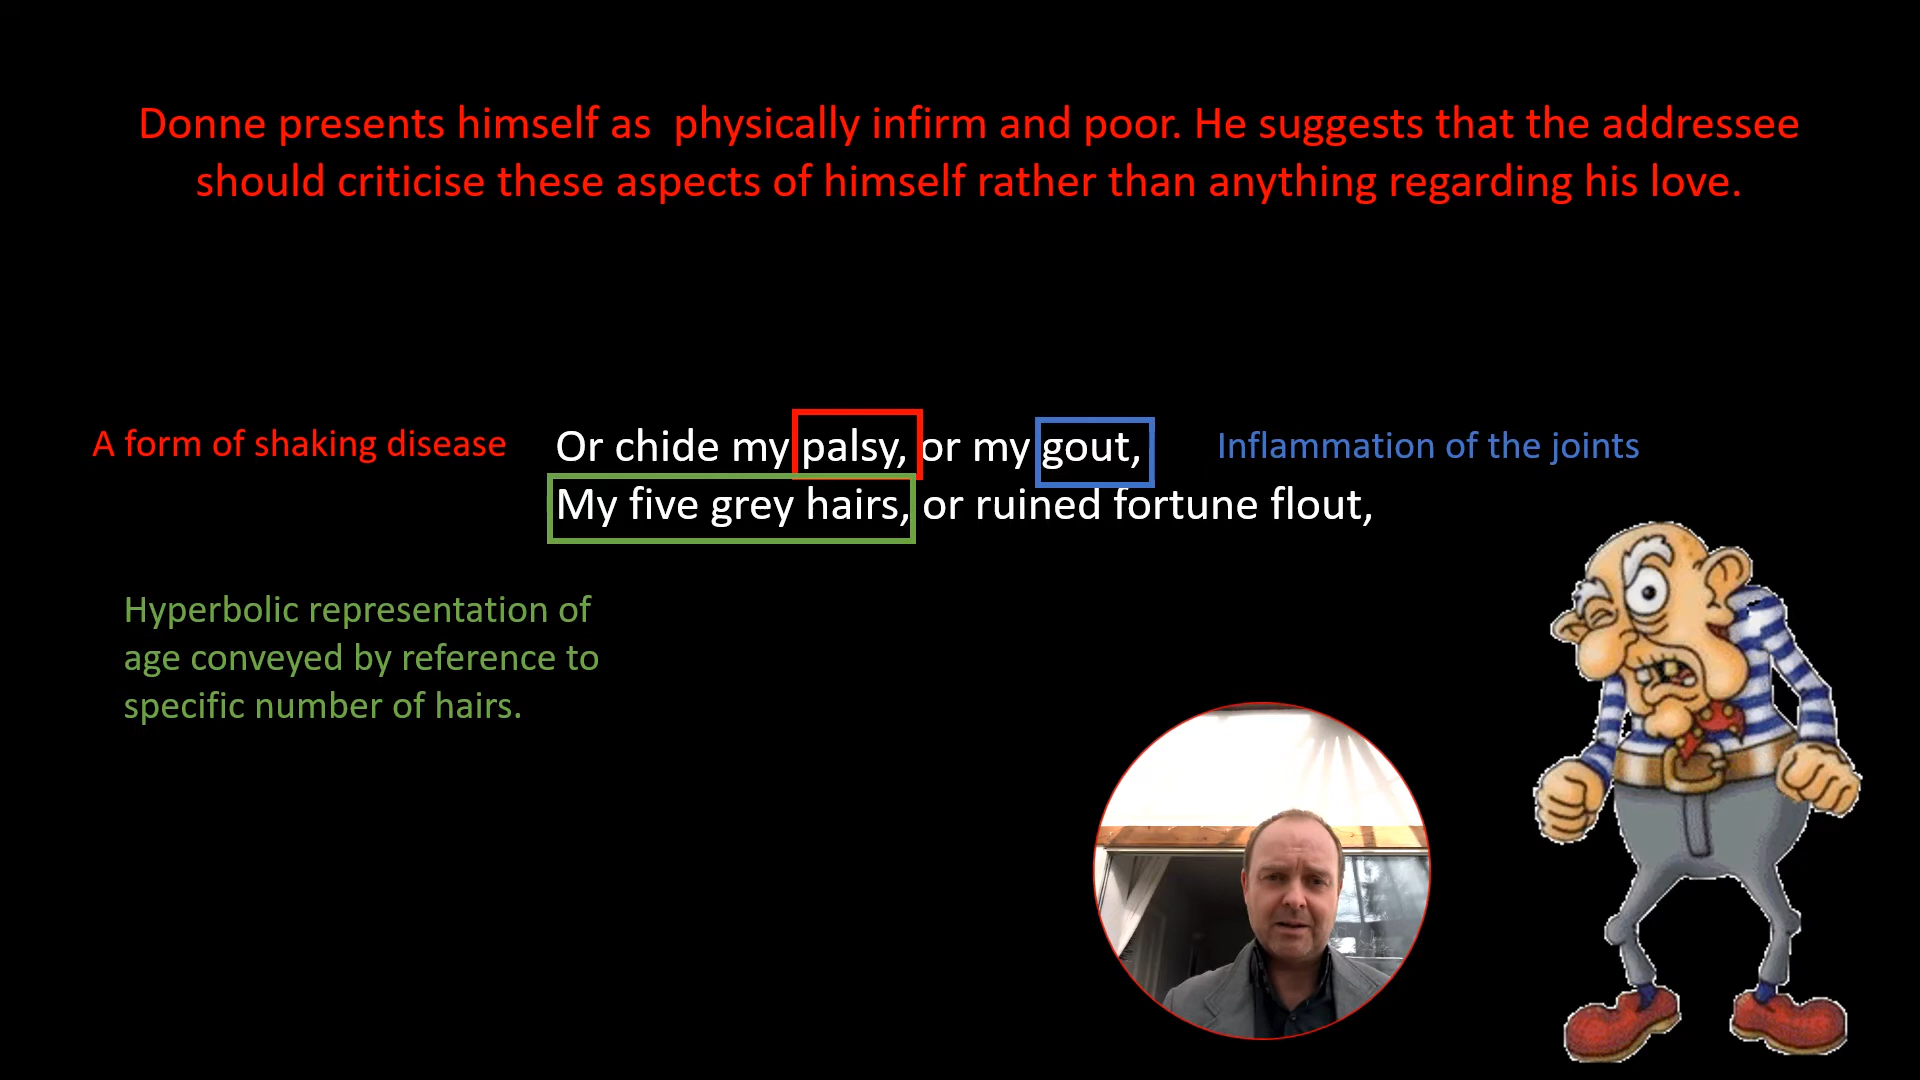 Donne presents himself as  physically infirm and poor. He suggests that the addressee
should criticise these aspects of himself rather than anything regarding his love.
A form of shaking disease
Or chide my palsy, or my gout,
Inflammation of the joints
My five grey hairs, or ruined fortune flout,
Hyperbolic representation of
age conveyed by reference to
specific number of hairs.